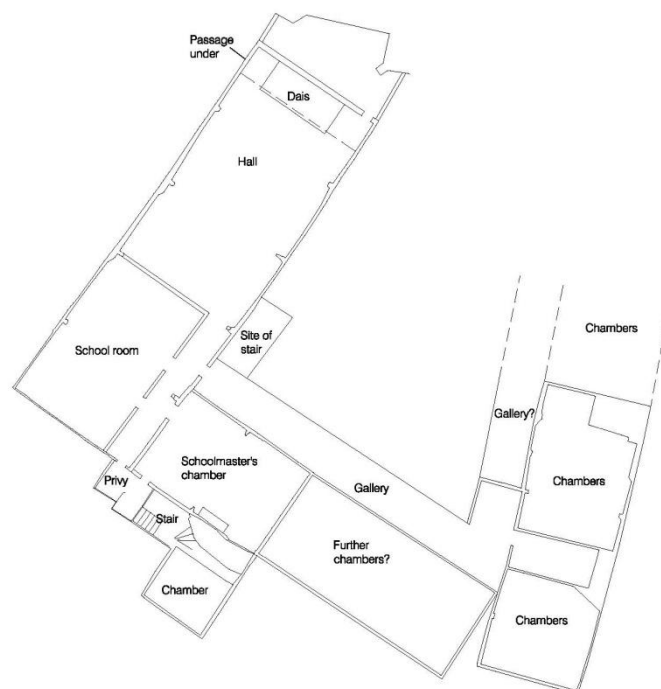 Passage
under
Dais
Hall
Site of
stair
School room
Chambers
Gallery?
Schoolmaster's
chamber
Gallery
Chambers
Privy
Stair
Further
chambers?
Chamber
Chambers